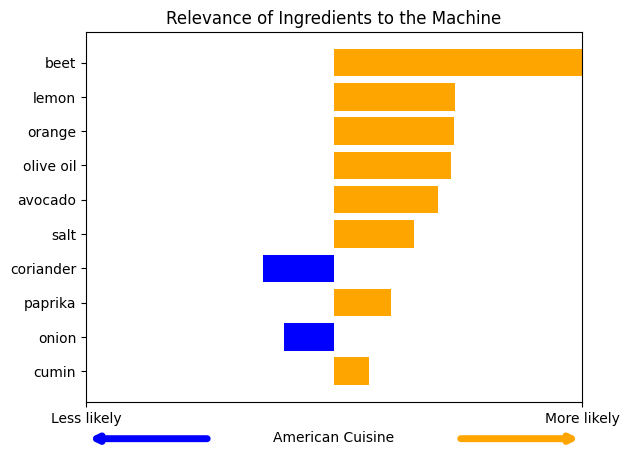 Relevance of Ingredients to the Machine
beet
lemon
orange
olive oil
avocado
salt
coriander
paprika
onion
cumin
Less likely
More likely
American Cuisine